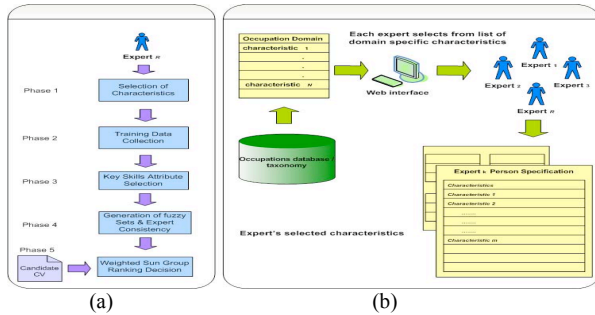 Expert n
Phase 1
Selection of
Characteristics
Phase 2
Training Data
Collection
Phase 3
Key Skills Attribute
Selection
Phase 4
Generation of fuzzy
Sets & Expert
Consistency
Phase 5
Candidate
CV
Weighted Sun Group
Ranking Decision
(a)
Occupation Domain
characteristic 1
.
.
.
characteristic N
Each expert selects from list of
domain specific characteristics
Web interface
Expert 1
Expert 2
Expert 3
Expert N
Occupations database /
taxonomy
Expert k Person Specification
Characteristics
Characteristic 1
Characteristic 2
.......
.......
Characteristic m
Expert's selected characteristics
(b)